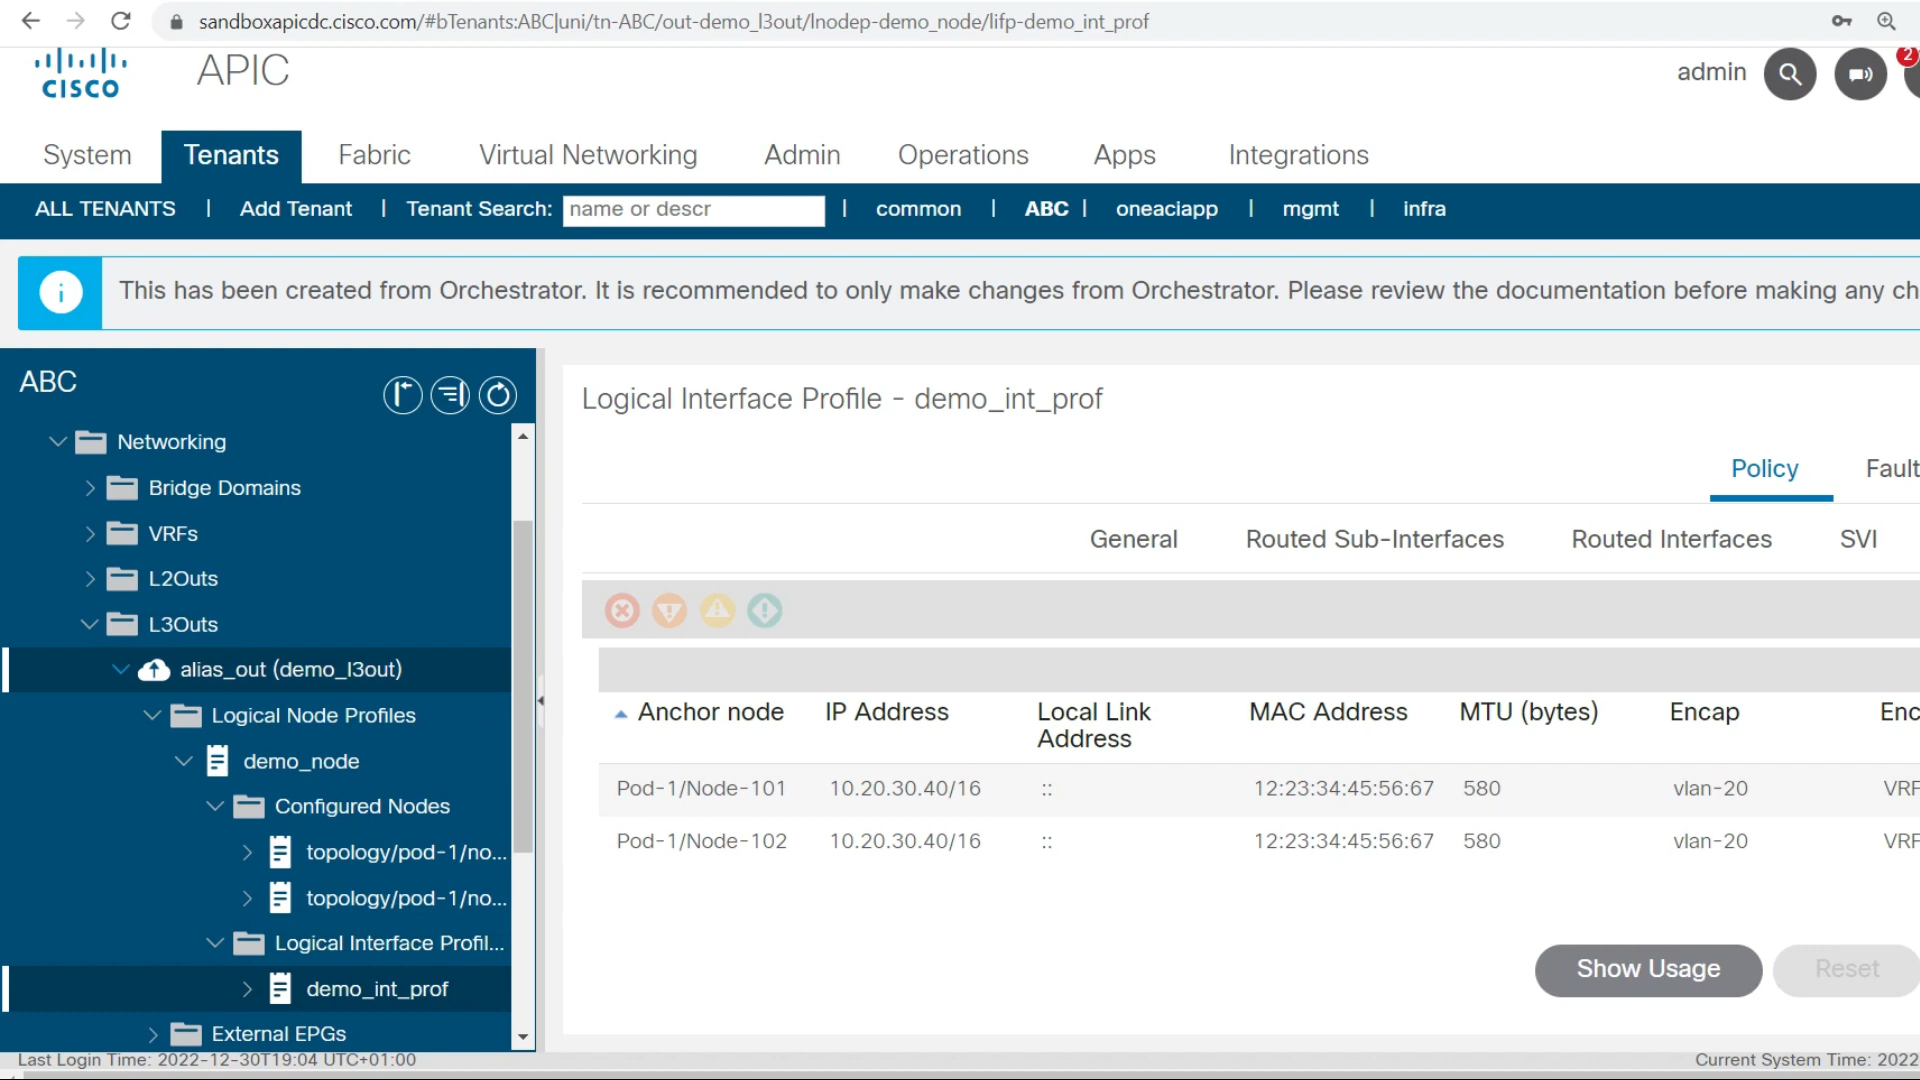 sandboxapicdc.cisco.com/#bTenants:ABC|uni/tn-ABC/out-demo_l3out/lnodep-demo_node/lifp-demo_int_prof
CISCO APIC admin 2
System Tenants Fabric Virtual Networking Admin Operations Apps Integrations
ALL TENANTS | Add Tenant | Tenant Search: name or descr | common | ABC | oneaciapp | mgmt | infra
i This has been created from Orchestrator. It is recommended to only make changes from Orchestrator. Please review the documentation before making any ch
ABC
Networking
Bridge Domains
VRFs
L2Outs
L3Outs
alias_out (demo_l3out)
Logical Node Profiles
demo_node
Configured Nodes
topology/pod-1/no...
topology/pod-1/no...
Logical Interface Profil...
demo_int_prof
External EPGs
Logical Interface Profile - demo_int_prof
Policy Fault
General Routed Sub-Interfaces Routed Interfaces SVI
Anchor node IP Address Local Link Address MAC Address MTU (bytes) Encap Enc
Pod-1/Node-101 10.20.30.40/16 :: 12:23:34:45:56:67 580 vlan-20 VRF
Pod-1/Node-102 10.20.30.40/16 :: 12:23:34:45:56:67 580 vlan-20 VRF
Show Usage Reset
Last Login Time: 2022-12-30T19:04 UTC+01:00 Current System Time: 2022